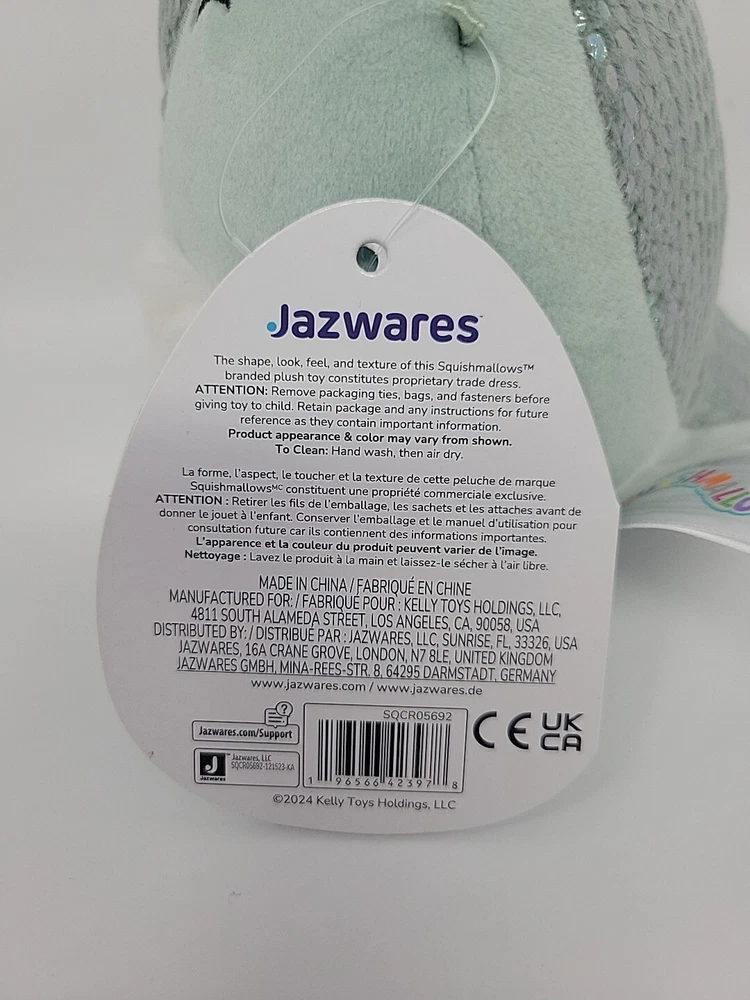 Jazwares™
The shape, look, feel, and texture of this Squishmallows™
branded plush toy constitutes proprietary trade dress.
ATTENTION: Remove packaging ties, bags, and fasteners before
giving toy to child. Retain package and any instructions for future
reference as they contain important information.
Product appearance & color may vary from shown.
To Clean: Hand wash, then air dry.
La forme, l'aspect, le toucher et la texture de cette peluche de marque
Squishmallowsᴹᶜ constituent une propriété commerciale exclusive.
ATTENTION : Retirer les fils de l'emballage, les sachets et les attaches avant de
donner le jouet à l'enfant. Conserver l'emballage et le manuel d'utilisation pour
consultation future car ils contiennent des informations importantes.
L'apparence et la couleur du produit peuvent varier de l'image.
Nettoyage : Lavez le produit à la main et laissez-le sécher à l'air libre.
MADE IN CHINA / FABRIQUÉ EN CHINE
MANUFACTURED FOR: / FABRIQUÉ POUR : KELLY TOYS HOLDINGS, LLC,
4811 SOUTH ALAMEDA STREET, LOS ANGELES, CA, 90058, USA
DISTRIBUTED BY: / DISTRIBUÉ PAR : JAZWARES, LLC, SUNRISE, FL, 33326, USA
JAZWARES, 16A CRANE GROVE, LONDON, N7 8LE, UNITED KINGDOM
JAZWARES GMBH, MINA-REES-STR. 8, 64295 DARMSTADT, GERMANY
www.jazwares.com / www.jazwares.de
?
Jazwares.com/Support
J™
Jazwares
Jazwares, LLC
SQCR05692-121523-KA
SQCR05692
1 96566 42397 8
CE
UK
CA
©2024 Kelly Toys Holdings, LLC